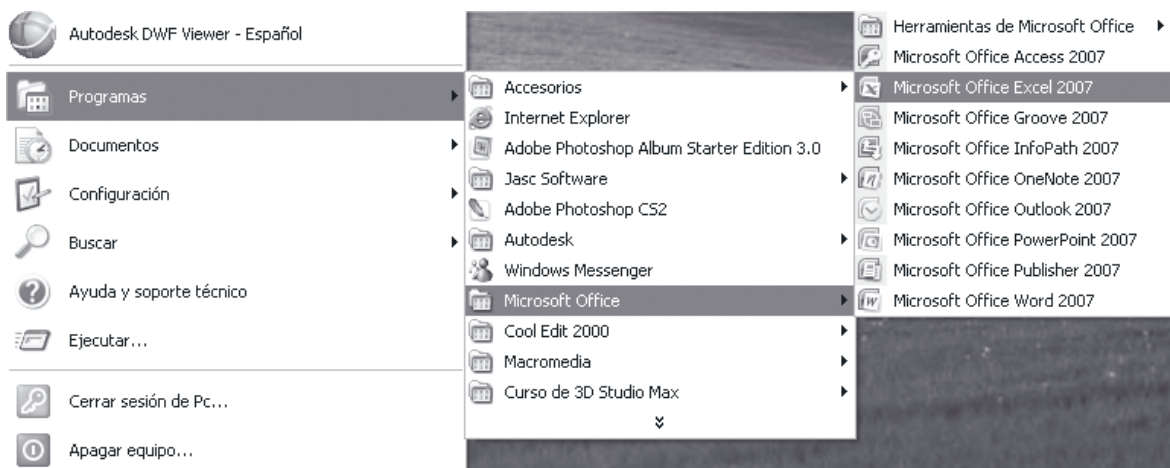 Autodesk DWF Viewer - Español
Programas
Documentos
Configuración
Buscar
Ayuda y soporte técnico
Ejecutar...
Cerrar sesión de Pc...
Apagar equipo...
Accesorios
Internet Explorer
Adobe Photoshop Album Starter Edition 3.0
Jasc Software
Adobe Photoshop CS2
Autodesk
Windows Messenger
Microsoft Office
Cool Edit 2000
Macromedia
Curso de 3D Studio Max
Herramientas de Microsoft Office
Microsoft Office Access 2007
Microsoft Office Excel 2007
Microsoft Office Groove 2007
Microsoft Office InfoPath 2007
Microsoft Office OneNote 2007
Microsoft Office Outlook 2007
Microsoft Office PowerPoint 2007
Microsoft Office Publisher 2007
Microsoft Office Word 2007